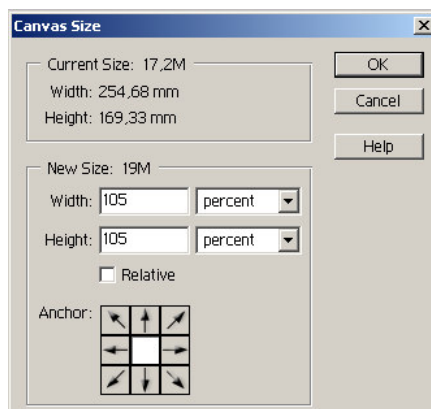 Canvas Size
Current Size: 17,2M
Width: 254,68 mm
Height: 169,33 mm
OK
Cancel
Help
New Size: 19M
Width: 105 percent
Height: 105 percent
Relative
Anchor: